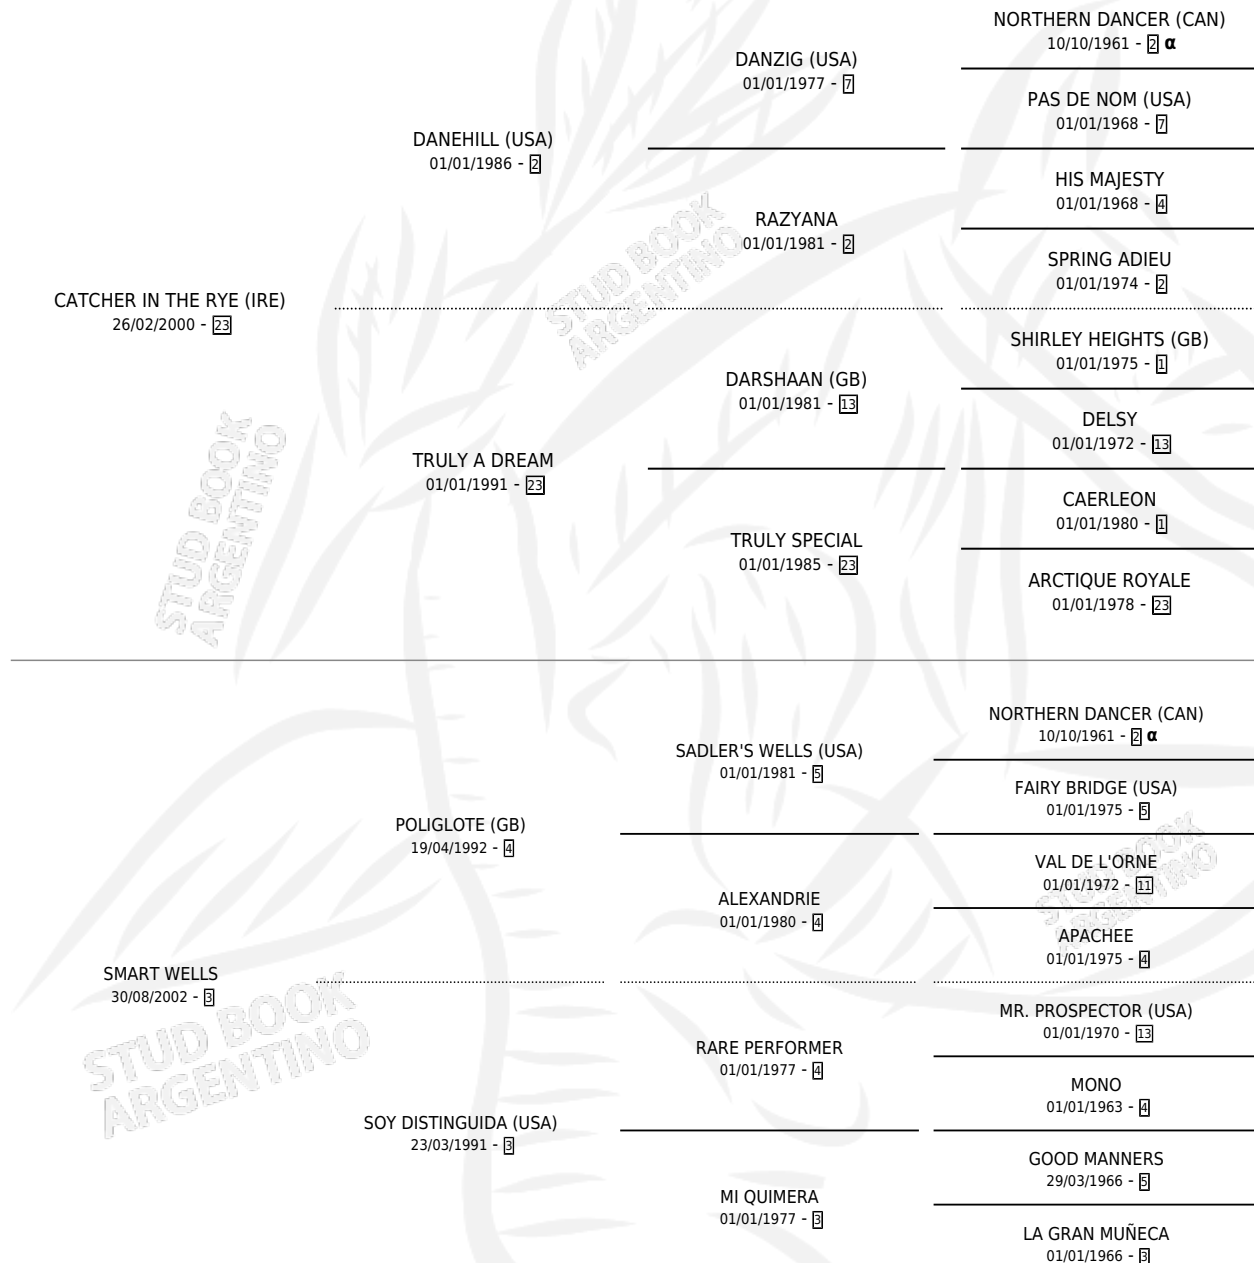 NORTHERN DANCER (CAN)
10/10/1961 - 2 α
DANZIG (USA)
01/01/1977 - 7
PAS DE NOM (USA)
01/01/1968 - 7
DANEHILL (USA)
01/01/1986 - 2
HIS MAJESTY
01/01/1968 - 4
RAZYANA
01/01/1981 - 2
SPRING ADIEU
01/01/1974 - 2
STUD BOOK
ARGENTINO
CATCHER IN THE RYE (IRE)
26/02/2000 - 23
SHIRLEY HEIGHTS (GB)
01/01/1975 - 1
DARSHAAN (GB)
01/01/1981 - 13
DELSY
01/01/1972 - 13
TRULY A DREAM
01/01/1991 - 23
CAERLEON
01/01/1980 - 1
TRULY SPECIAL
01/01/1985 - 23
ARCTIQUE ROYALE
01/01/1978 - 23
STUD BOOK
ARGENTINO
NORTHERN DANCER (CAN)
10/10/1961 - 2 α
SADLER'S WELLS (USA)
01/01/1981 - 5
FAIRY BRIDGE (USA)
01/01/1975 - 5
POLIGLOTE (GB)
19/04/1992 - 4
VAL DE L'ORNE
01/01/1972 - 11
ALEXANDRIE
01/01/1980 - 4
APACHEE
01/01/1975 - 4
STUD BOOK
ARGENTINO
SMART WELLS
30/08/2002 - 3
MR. PROSPECTOR (USA)
01/01/1970 - 13
RARE PERFORMER
01/01/1977 - 4
MONO
01/01/1963 - 4
STUD BOOK
ARGENTINO
SOY DISTINGUIDA (USA)
23/03/1991 - 3
GOOD MANNERS
29/03/1966 - 5
MI QUIMERA
01/01/1977 - 3
LA GRAN MUÑECA
01/01/1966 - 3